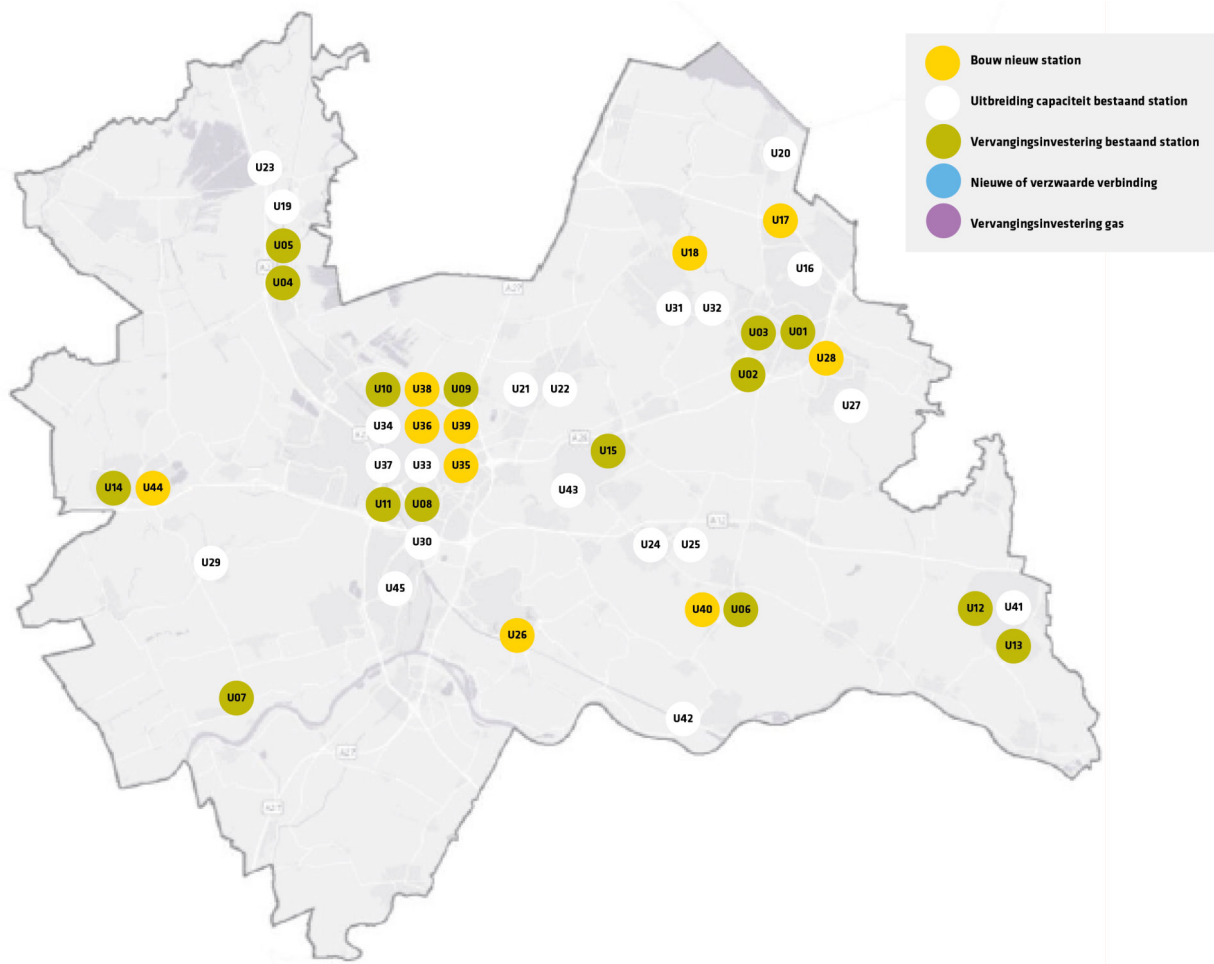 Bouw nieuw station
Uitbreiding capaciteit bestaand station
Vervangingsinvestering bestaand station
Nieuwe of verzwaarde verbinding
Vervangingsinvestering gas
U20
U23
U19
U17
U05
U18
U16
U04
A27
U31 U32
U03 U01
U28
U02
U10 U38 U09 U21 U22
U27
U34 U36 U39
U15
U37 U33 U35
U14 U44
U43
U11 U08
A12
U30
U24 U25
U29
U45
U12 U41
U40 U06
U26
U13
U07
U42